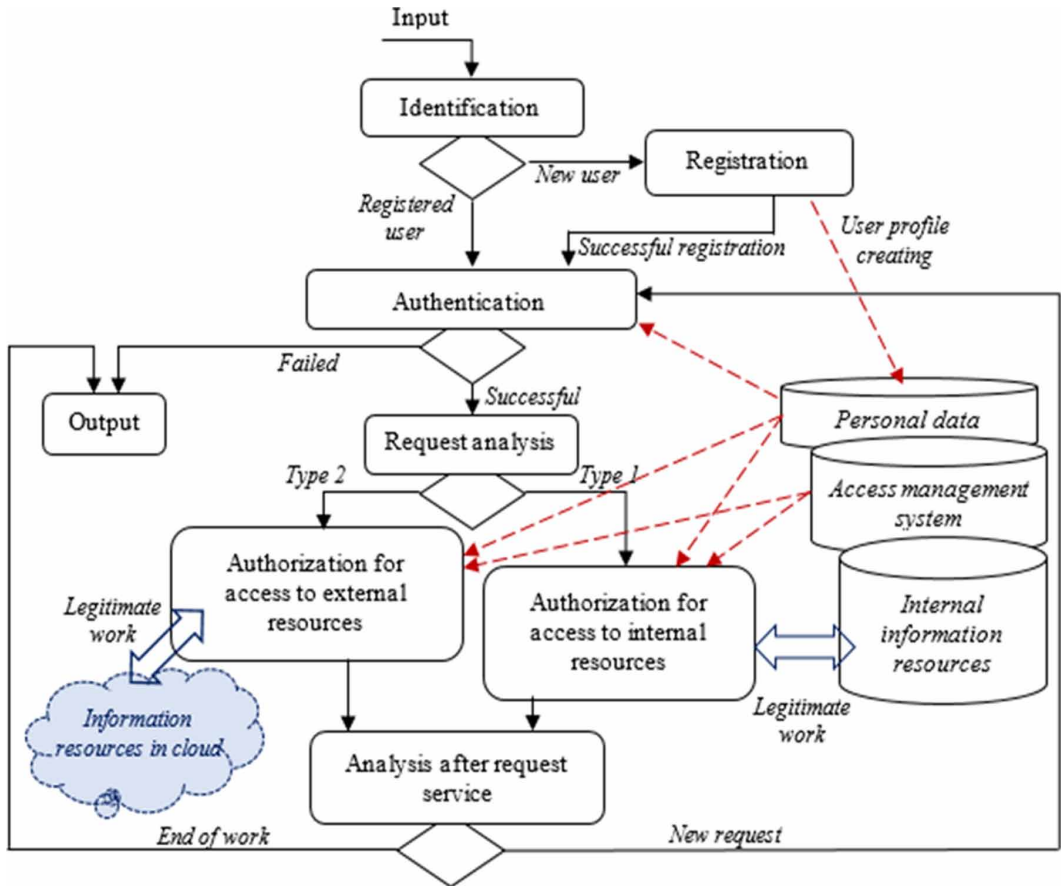 Input
Identification
New user
Registration
Registered
user
Successful registration
User profile
creating
Authentication
Failed
Output
Successful
Personal data
Request analysis
Type 2
Type 1
Access management
system
Authorization for
access to external
resources
Legitimate
work
Authorization for
access to internal
resources
Internal
information
resources
Legitimate
work
Information
resources in cloud
Analysis after request
service
End of work
New request